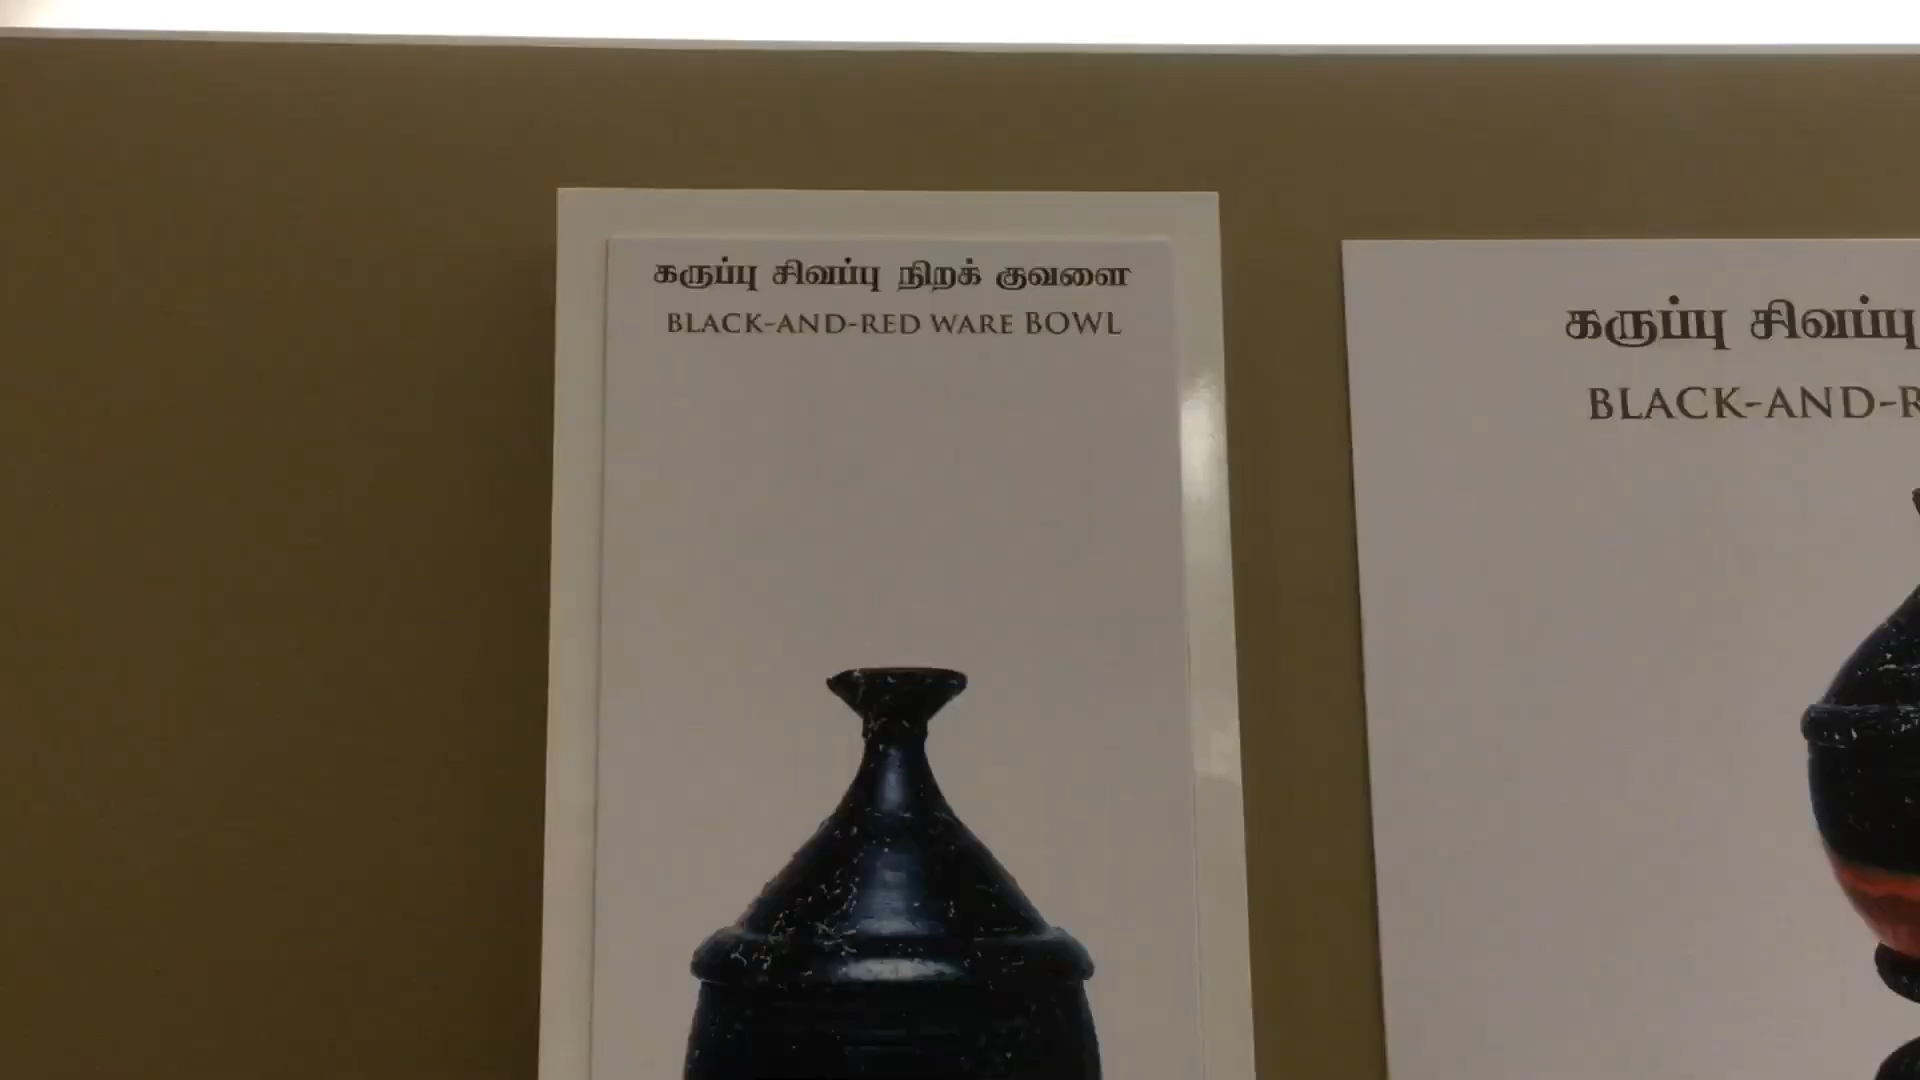 கருப்பு சிவப்பு நிறக் குவளை
BLACK-AND-RED WARE BOWL
கருப்பு சிவப்பு
BLACK-AND-R